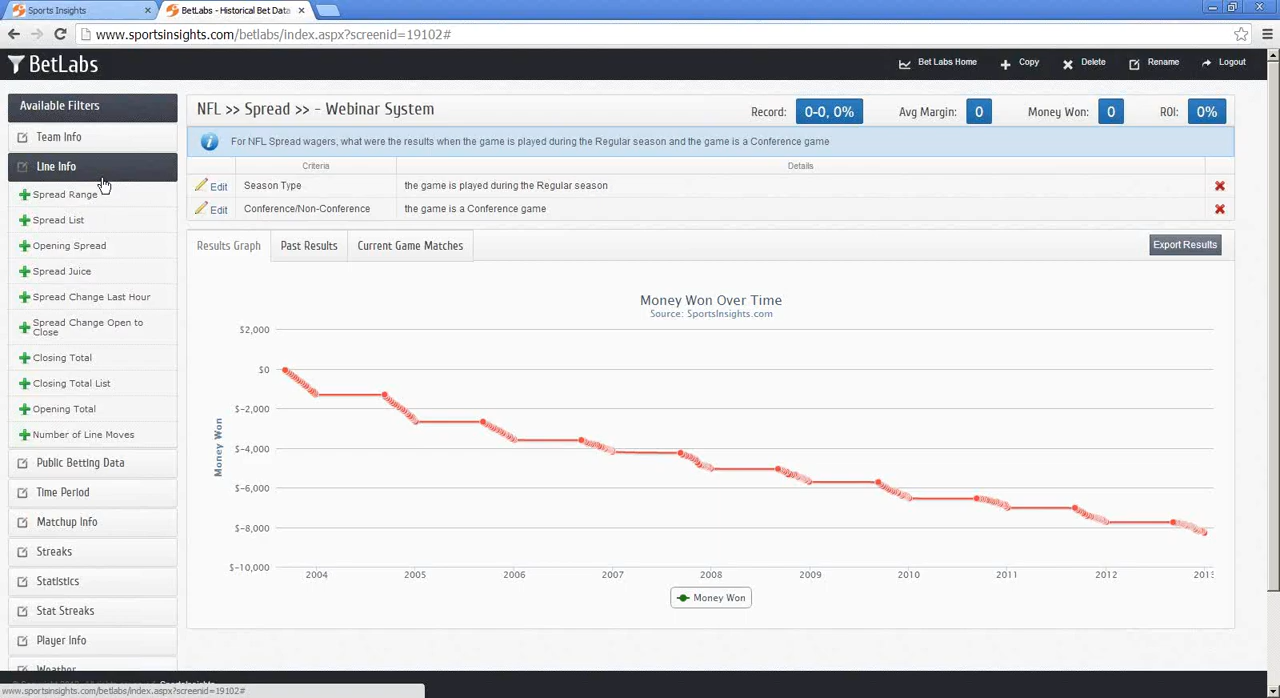 Sports Insights
BetLabs - Historical Bet Data
www.sportsinsights.com/betlabs/index.aspx?screenid=19102#
BetLabs
Bet Labs Home
Copy
Delete
Rename
Logout
Available Filters
Team Info
Line Info
Spread Range
Spread List
Opening Spread
Spread Juice
Spread Change Last Hour
Spread Change Open to
Close
Closing Total
Closing Total List
Opening Total
Number of Line Moves
Public Betting Data
Time Period
Matchup Info
Streaks
Statistics
Stat Streaks
Player Info
Weather
NFL >> Spread >> - Webinar System
Record: 0-0, 0%
Avg Margin: 0
Money Won: 0
ROI: 0%
For NFL Spread wagers, what were the results when the game is played during the Regular season and the game is a Conference game
Criteria
Details
Edit
Season Type
the game is played during the Regular season
Edit
Conference/Non-Conference
the game is a Conference game
Results Graph
Past Results
Current Game Matches
Export Results
Money Won Over Time
Source: SportsInsights.com
Money Won
$2,000
$0
$-2,000
$-4,000
$-6,000
$-8,000
$-10,000
2004
2005
2006
2007
2008
2009
2010
2011
2012
Money Won
www.sportsinsights.com/betlabs/index.aspx?screenid=19102#